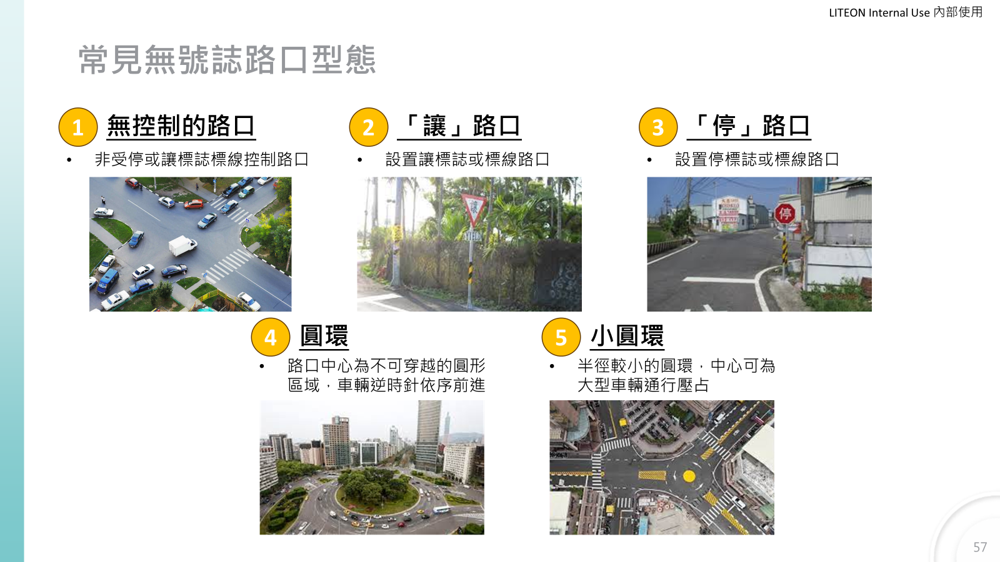 LITEON Internal Use 內部使用
常見無號誌路口型態
1 無控制的路口
• 非受停或讓標誌標線控制路口
2 「讓」路口
• 設置讓標誌或標線路口
讓
YIELD
3 「停」路口
• 設置停標誌或標線路口
停
4 圓環
• 路口中心為不可穿越的圓形
區域，車輛逆時針依序前進
5 小圓環
• 半徑較小的圓環，中心可為
大型車輛通行壓占
57